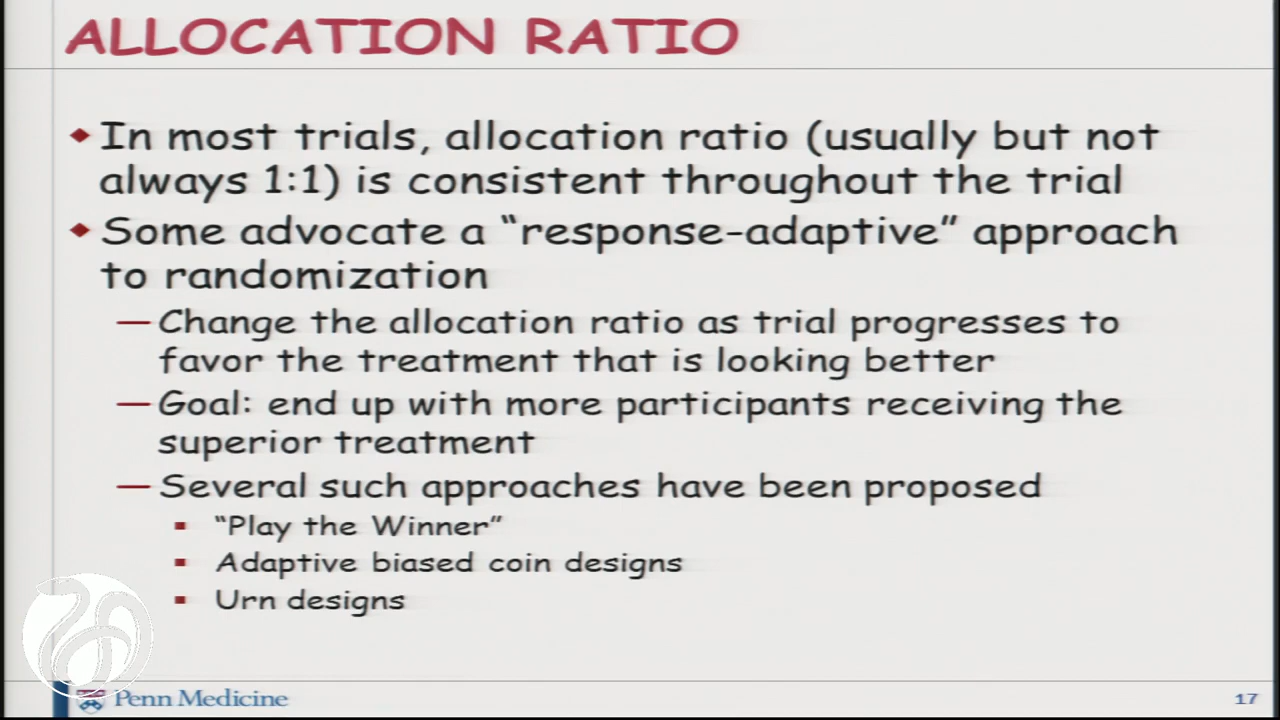 ALLOCATION RATIO
In most trials, allocation ratio (usually but not
always 1:1) is consistent throughout the trial
Some advocate a “response-adaptive” approach
to randomization
— Change the allocation ratio as trial progresses to
favor the treatment that is looking better
— Goal: end up with more participants receiving the
superior treatment
— Several such approaches have been proposed
“Play the Winner”
Adaptive biased coin designs
Urn designs
Penn Medicine
17